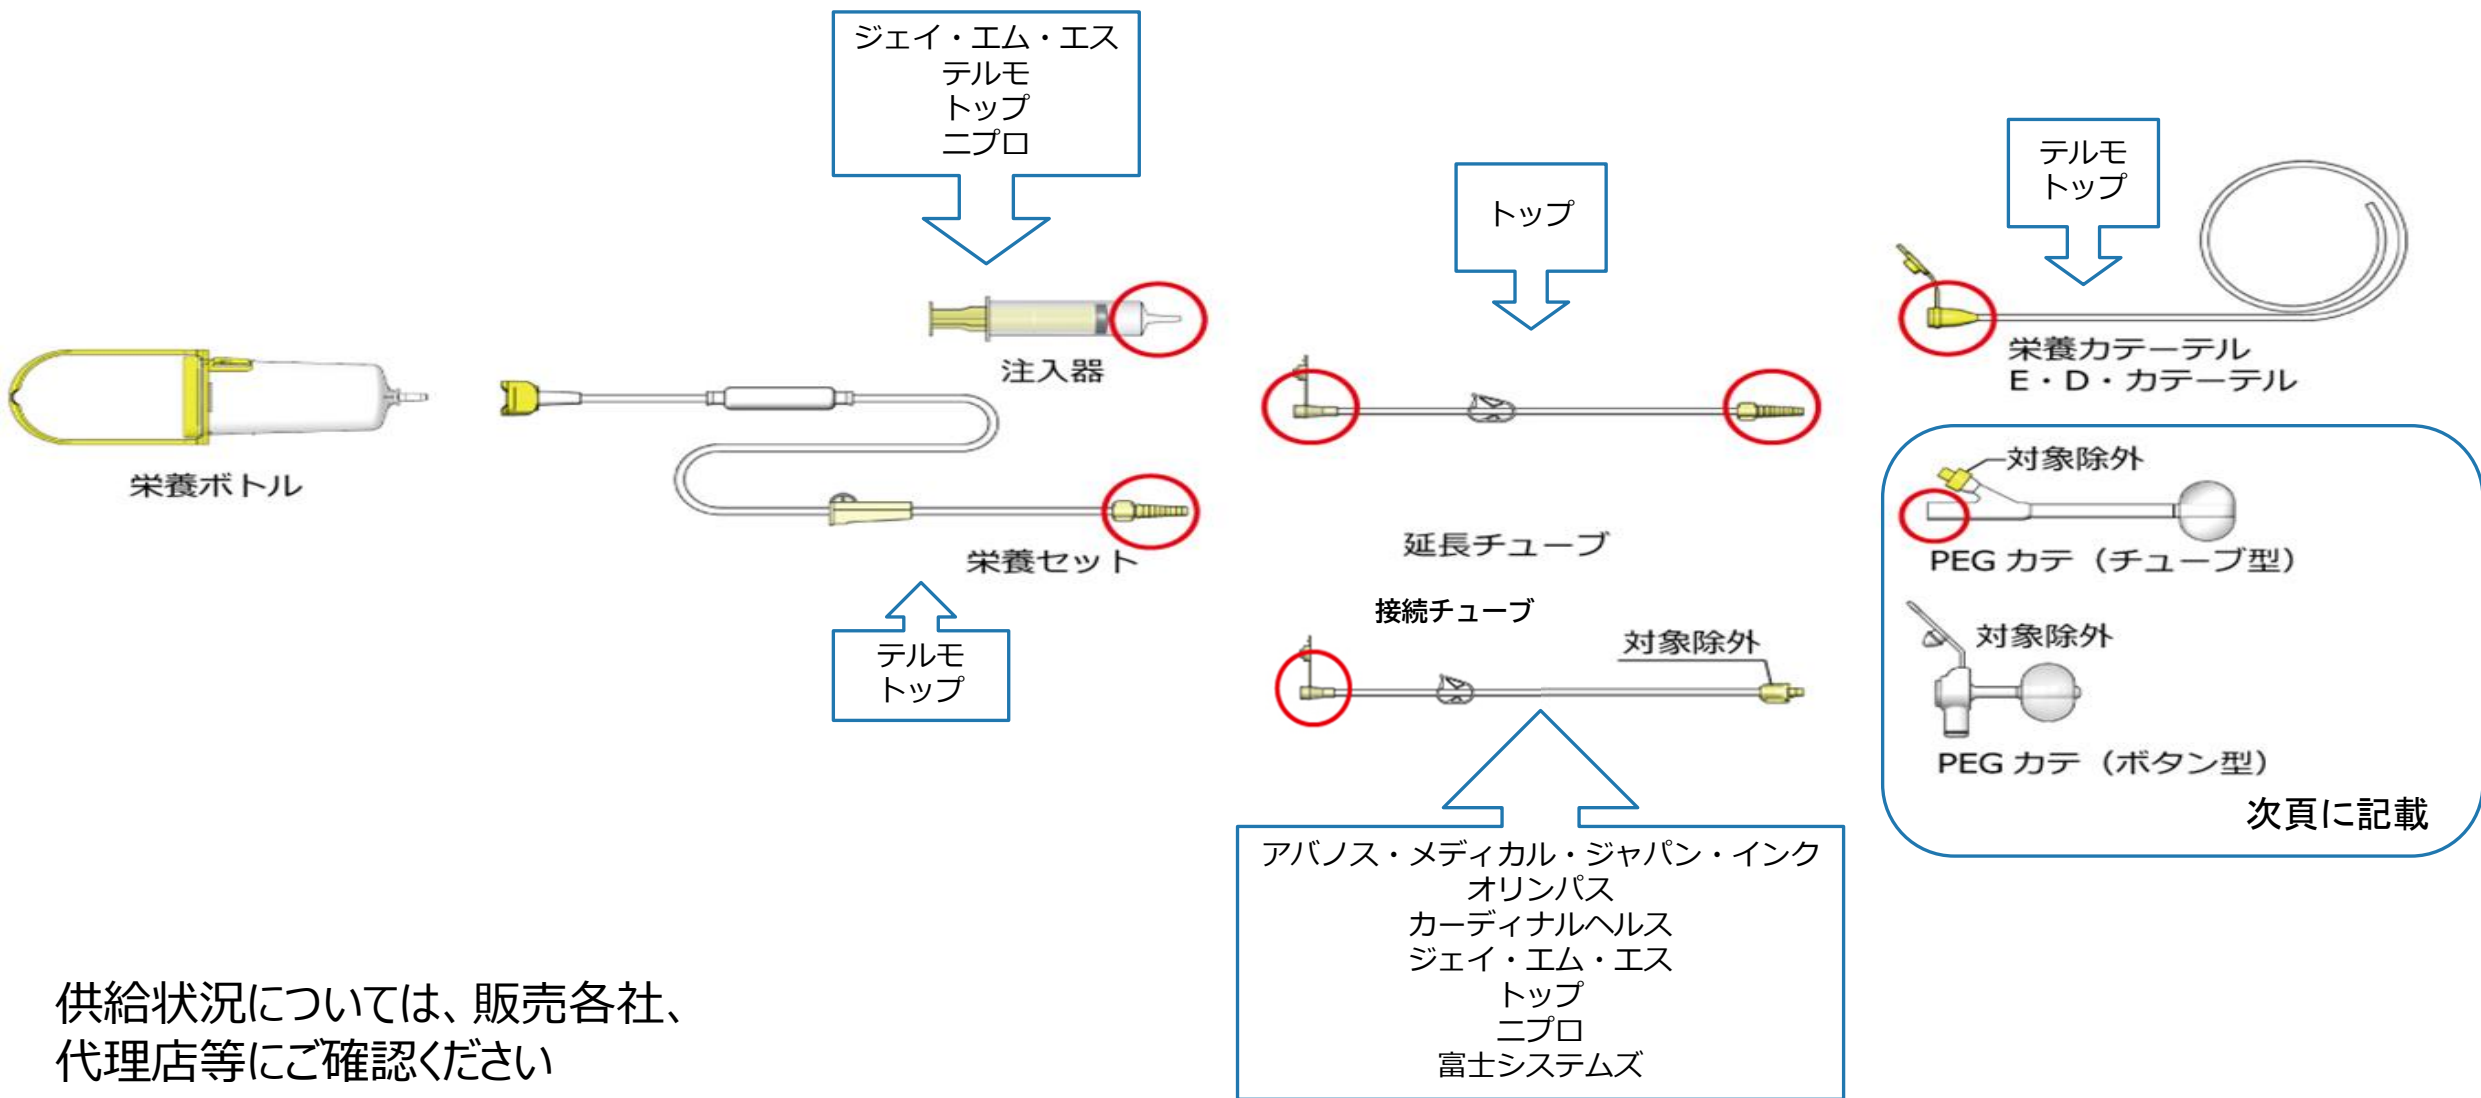 ジェイ・エム・エス
テルモ
トップ
ニプロ
注入器
栄養ボトル
栄養セット
テルモ
トップ
トップ
延長チューブ
接続チューブ
対象除外
アバノス・メディカル・ジャパン・インク
オリンパス
カーディナルヘルス
ジェイ・エム・エス
トップ
ニプロ
富士システムズ
テルモ
トップ
栄養カテーテル
E・D・カテーテル
対象除外
PEG カテ（チューブ型）
対象除外
PEG カテ（ボタン型）
次頁に記載
供給状況については、販売各社、
代理店等にご確認ください